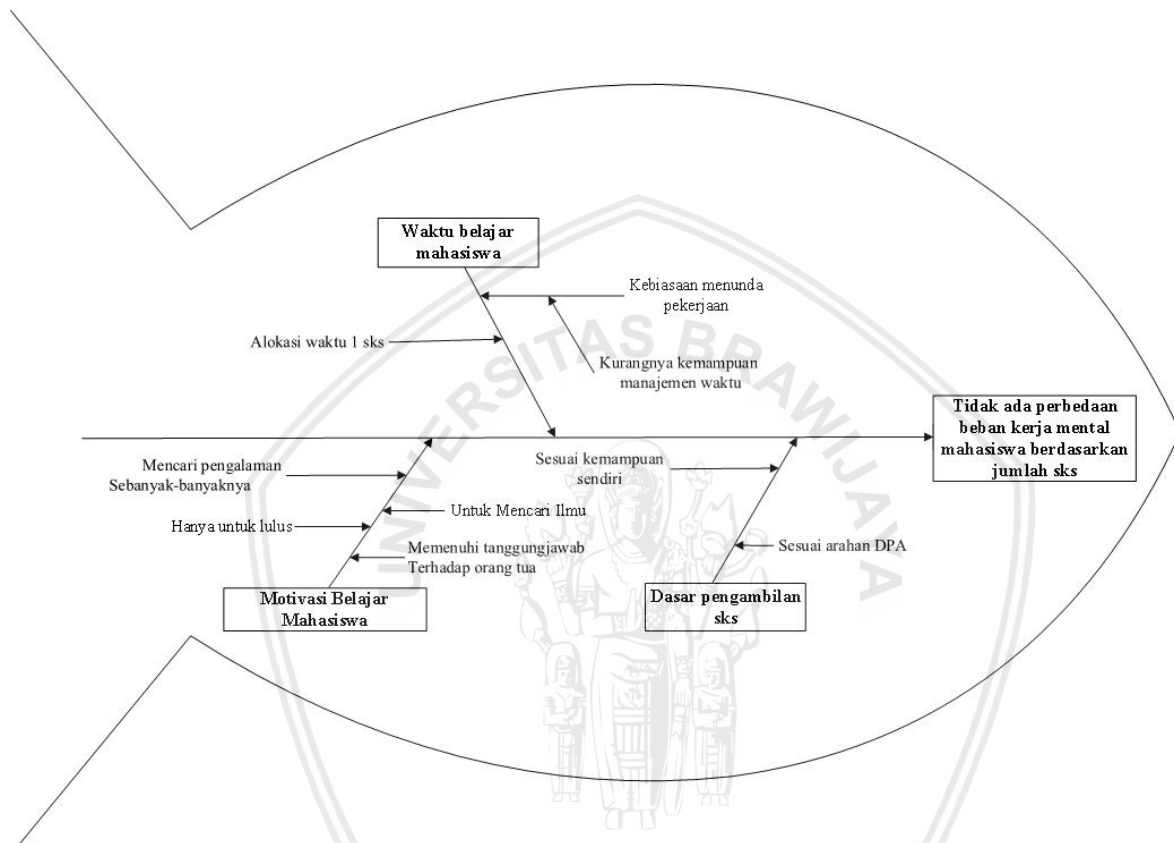 Waktu belajar
mahasiswa
Kebiasaan menunda
pekerjaan
Alokasi waktu 1 sks
Kurangnya kemampuan
manajemen waktu
Tidak ada perbedaan
beban kerja mental
mahasiswa berdasarkan
jumlah sks
Mencari pengalaman
Sebanyak-banyaknya
Sesuai kemampuan
sendiri
Untuk Mencari Ilmu
Hanya untuk lulus
Memenuhi tanggungjawab
Terhadap orang tua
Sesuai arahan DPA
Motivasi Belajar
Mahasiswa
Dasar pengambilan
sks
UNIVERSITAS BRAWIJAYA